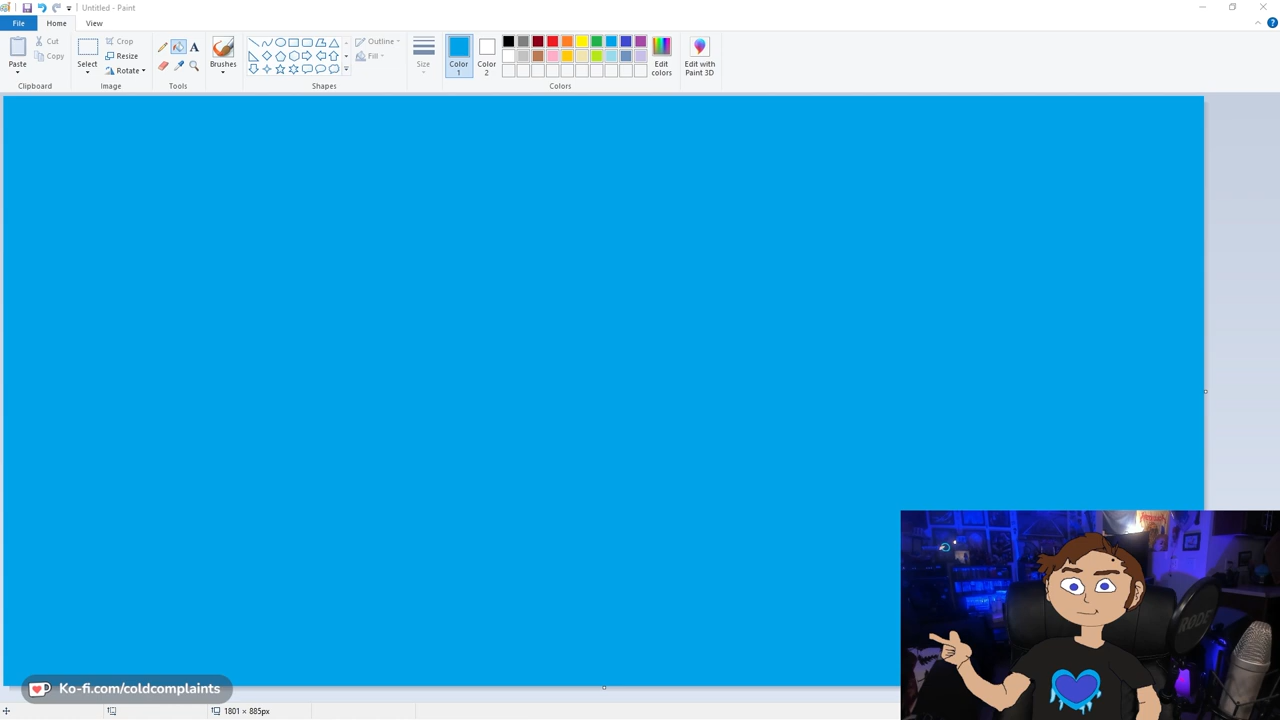 Untitled - Paint
File
Home
View
Paste
Cut
Copy
Clipboard
Select
Crop
Resize
Rotate
Image
A
Tools
Brushes
Outline
Fill
Shapes
Size
Color
1
Color
2
Edit
colors
Colors
Edit with
Paint 3D
RODE
Ko-fi.com/coldcomplaints
1801 × 885px